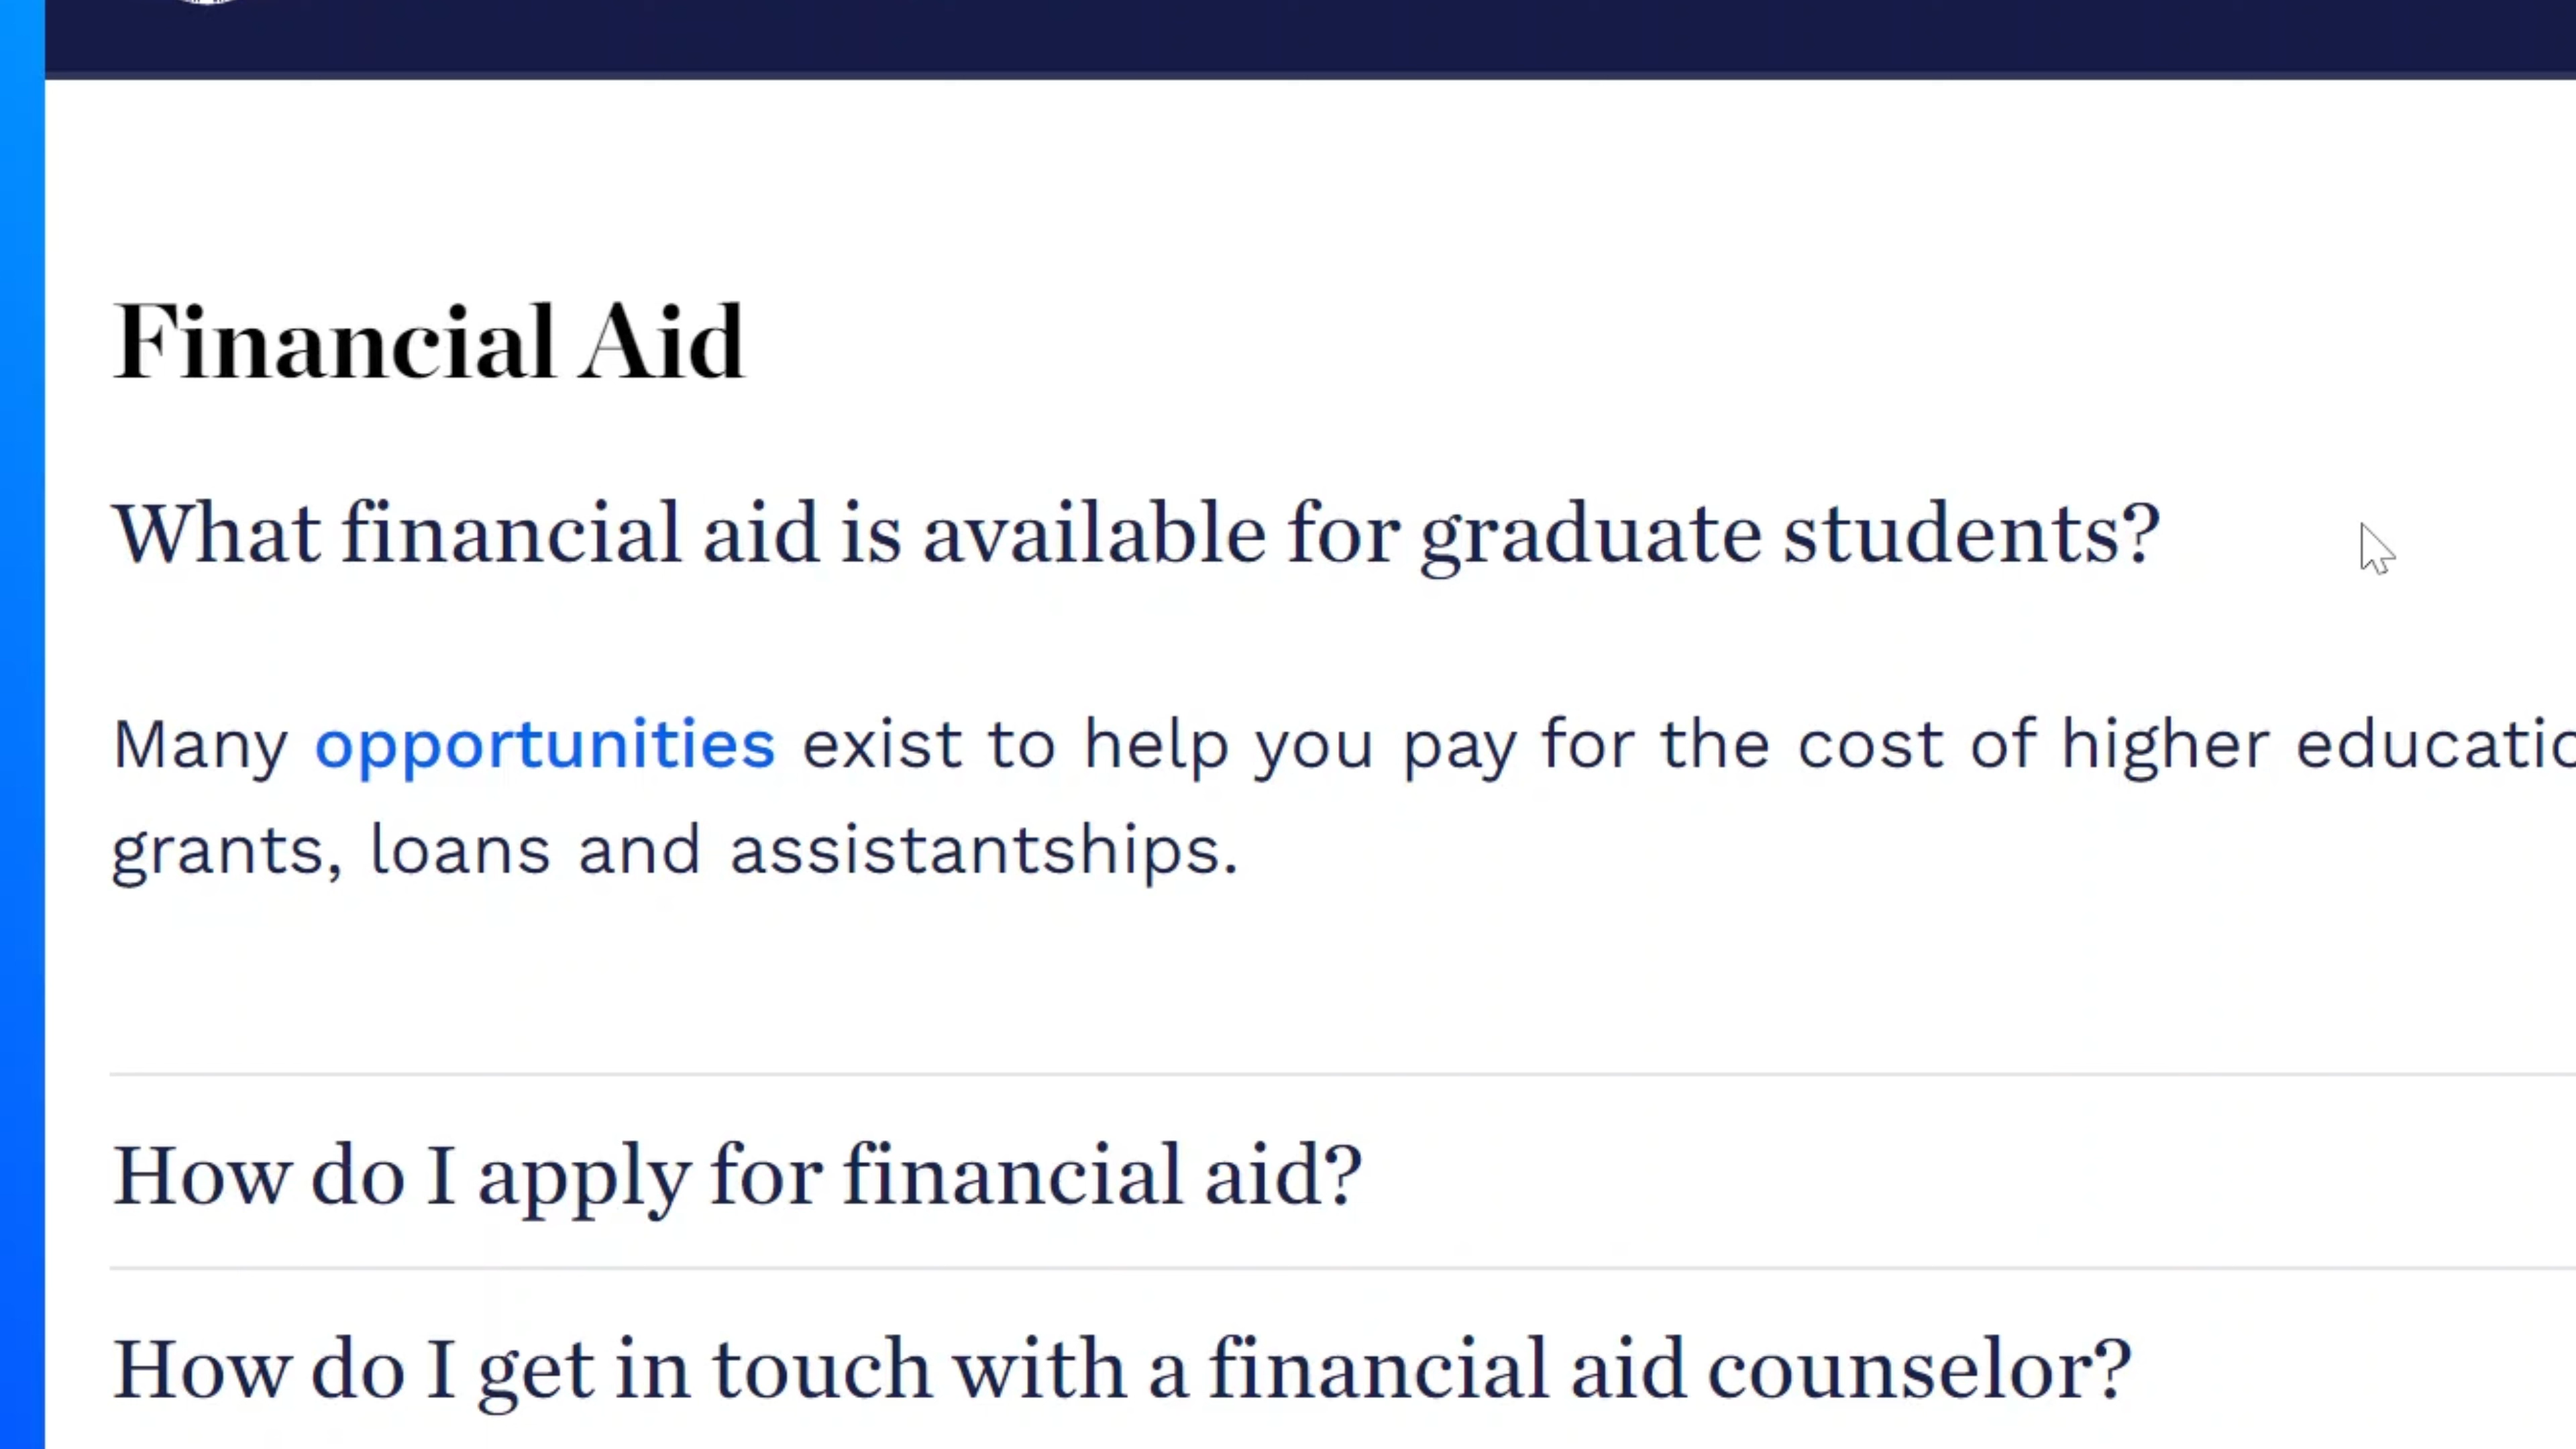 Financial Aid
What financial aid is available for graduate students?
Many opportunities exist to help you pay for the cost of higher
grants, loans and assistantships.
How do I apply for financial aid?
How do I get in touch with a financial aid counselor?